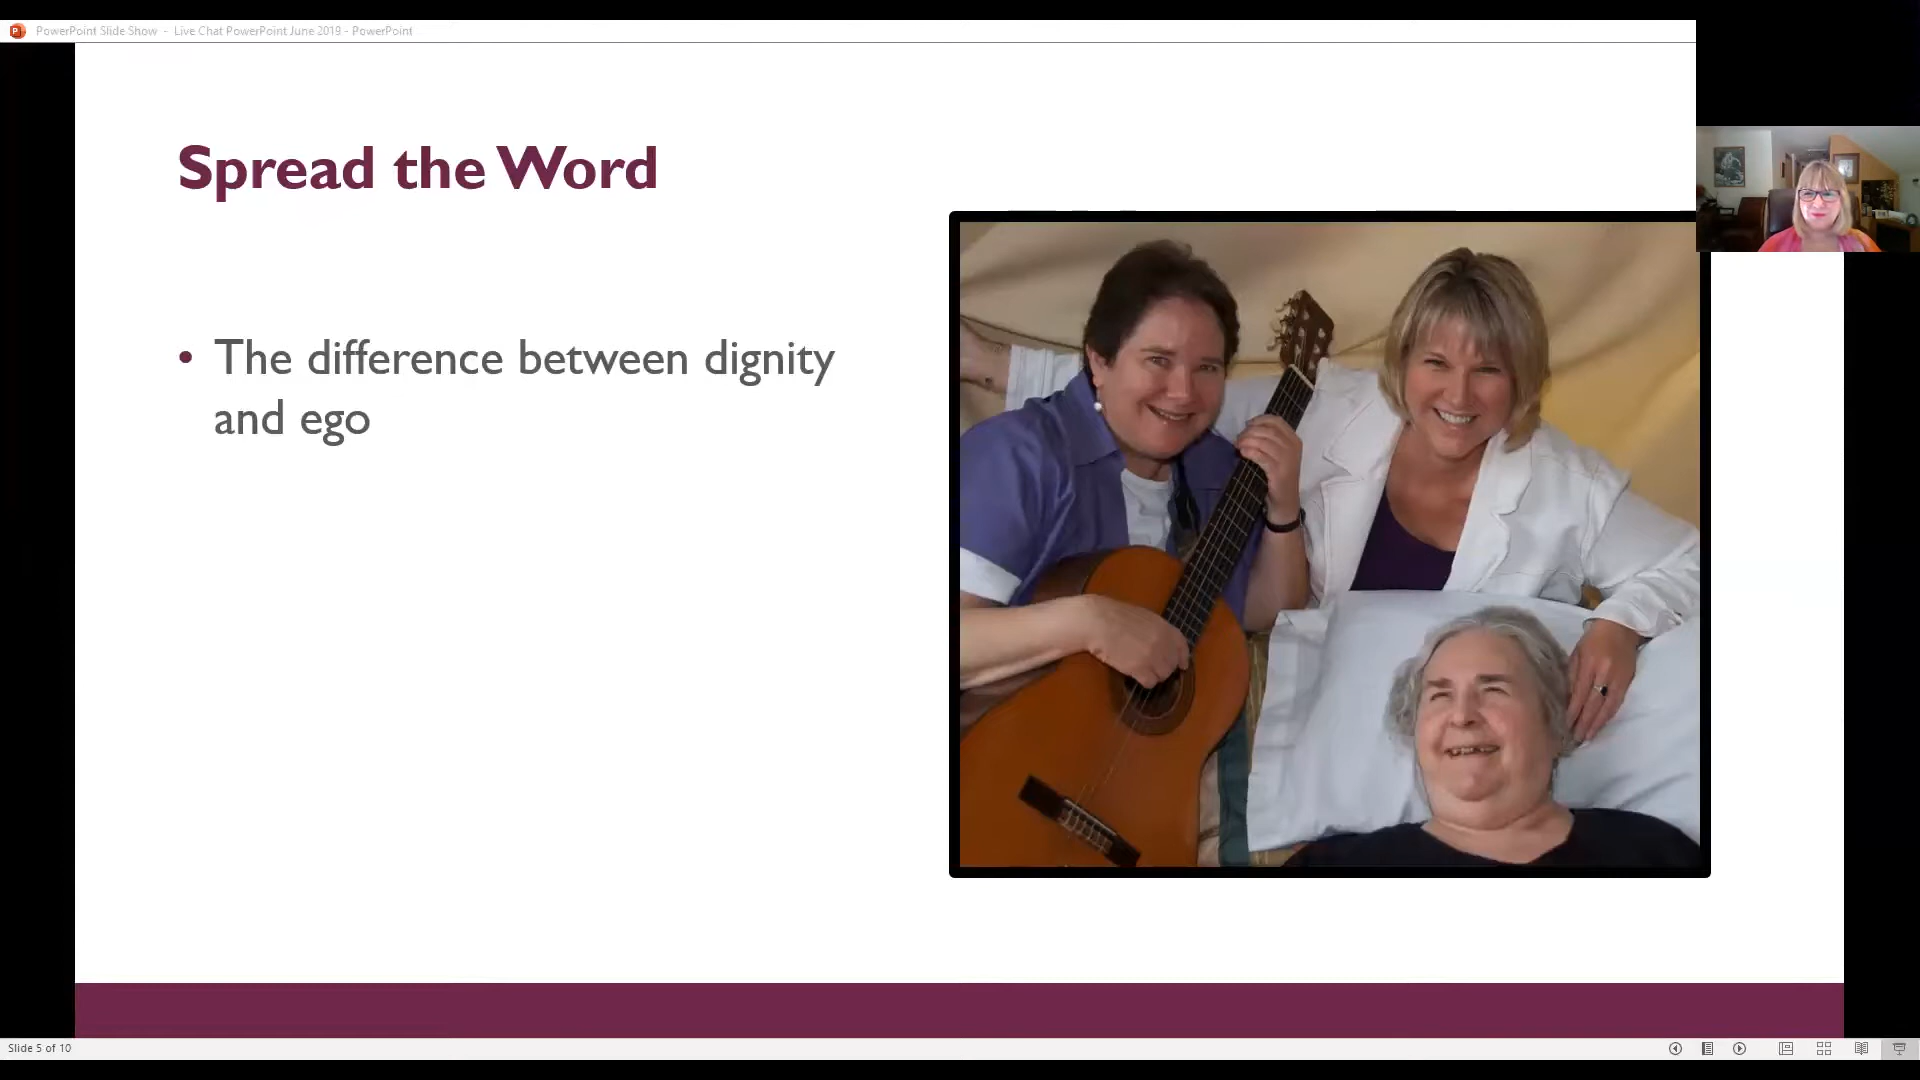 PowerPoint Slide Show - Live Chat PowerPoint June 2019 - PowerPoint
Spread the Word
• The difference between dignity
and ego
Slide 5 of 10